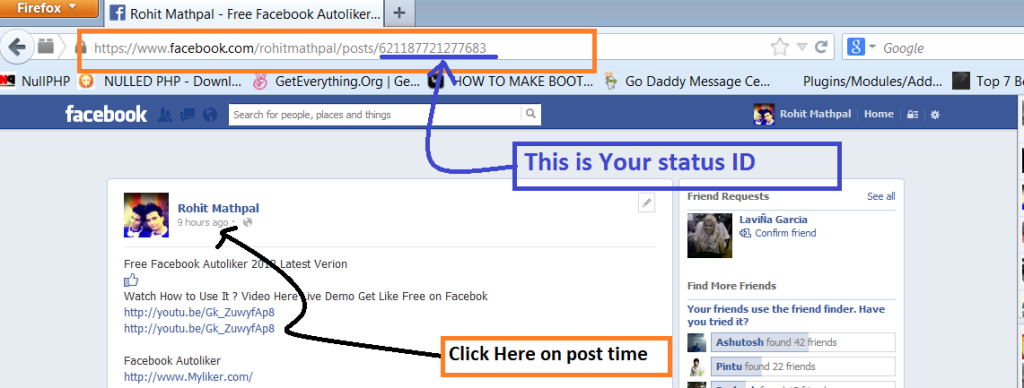 Firefox
Rohit Mathpal - Free Facebook Autoliker...
https://www.facebook.com/rohitmathpal/posts/621187721277683
Google
NullPHP
NULLED PHP - Downl...
GetEverything.Org | Ge...
HOW TO MAKE BOOT...
Go Daddy Message Ce...
Plugins/Modules/Add...
Top 7 Be
facebook
Search for people, places and things
Rohit Mathpal
Home
This is Your status ID
Rohit Mathpal
9 hours ago ·
Free Facebook Autoliker Latest Verion
Watch How to Use It ? Video Here Live Demo Get Like Free on Facebok
http://youtu.be/Gk_ZuwyfAp8
http://youtu.be/Gk_ZuwyfAp8
Facebook Autoliker
http://www.Myliker.com/
Click Here on post time
Friend Requests
See all
LaviÑa Garcia
Confirm friend
Find More Friends
Your friends use the friend finder. Have
you tried it?
Ashutosh found 42 friends
Pintu found 22 friends